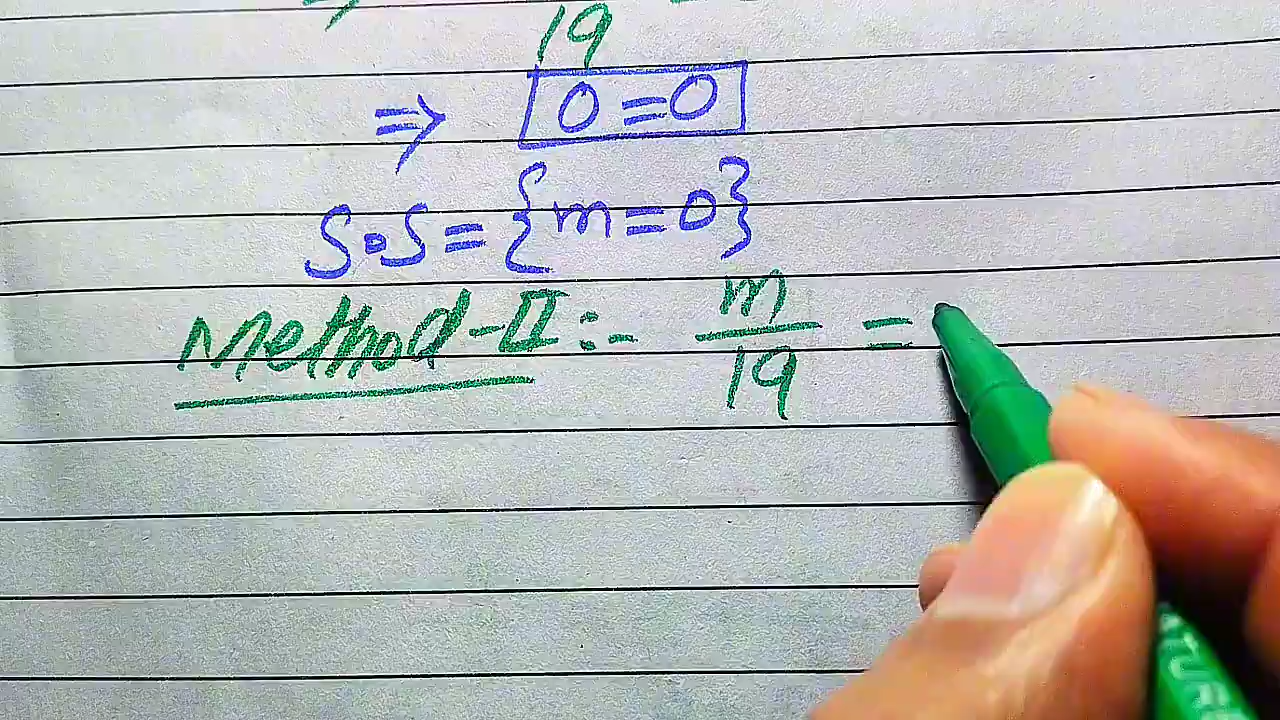 19
⇒ 0=0
S.S={m=0}
Method-II:- m/19 =